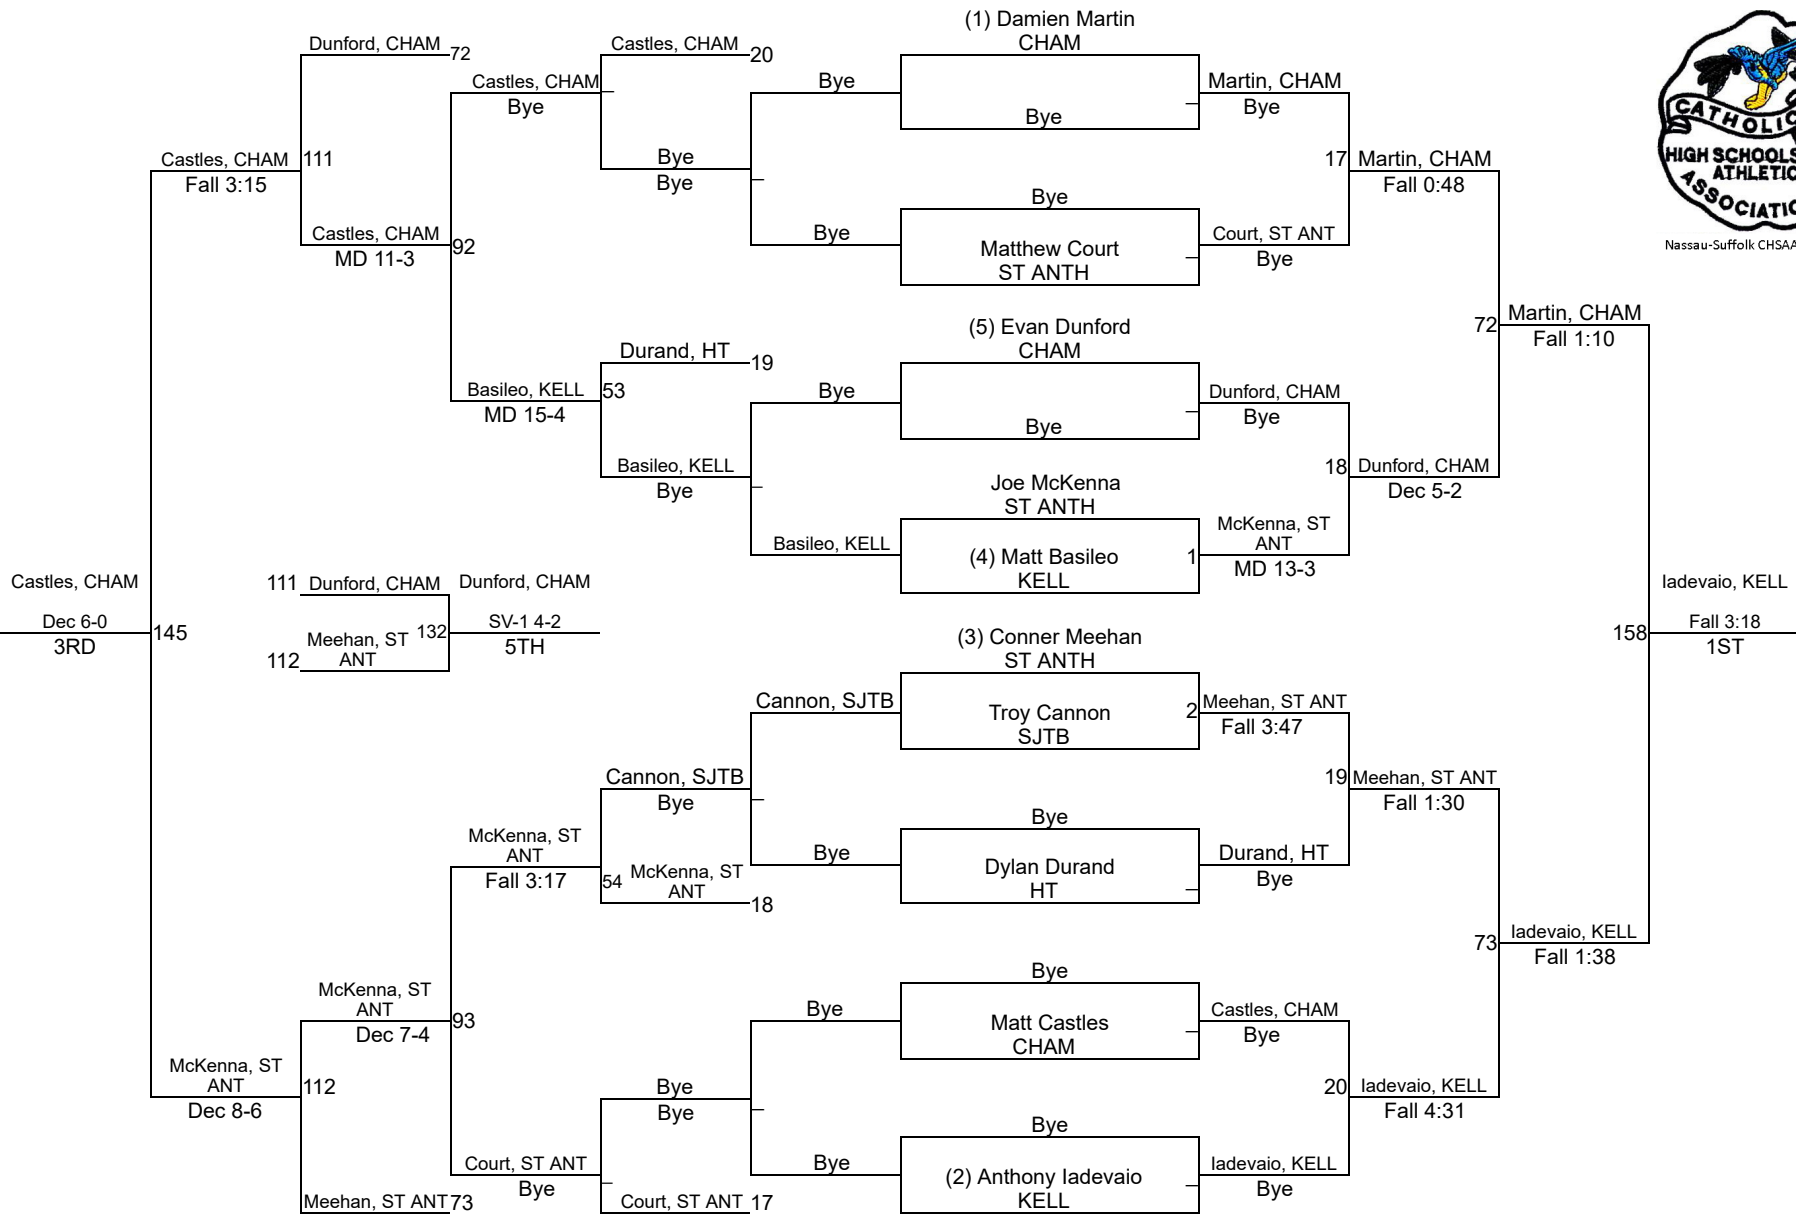 (1) Damien Martin
CHAM
Dunford, CHAM 72
Castles, CHAM 20
Castles, CHAM
Bye
Bye
Bye
Martin, CHAM
Bye
Castles, CHAM 111
Fall 3:15
Bye
Bye
17 Martin, CHAM
Fall 0:48
Castles, CHAM 92
MD 11-3
Bye
Bye
Matthew Court
ST ANTH
Court, ST ANT
Bye
CATHOLIC
HIGH SCHOOLS
ATHLETIC
Nassau-Suffolk CHSAA
(5) Evan Dunford
CHAM
Durand, HT 19
Basileo, KELL 53
MD 15-4
Bye
Bye
Dunford, CHAM
Bye
72 Martin, CHAM
Fall 1:10
Basileo, KELL
Bye
Joe McKenna
ST ANTH
18 Dunford, CHAM
Dec 5-2
Basileo, KELL
(4) Matt Basileo 1
KELL
McKenna, ST
ANT
MD 13-3
Castles, CHAM
Dec 6-0
3RD
145
111 Dunford, CHAM
Dunford, CHAM
112 Meehan, ST
ANT
132
SV-1 4-2
5TH
Iadevaio, KELL
158 Fall 3:18
1ST
(3) Conner Meehan
ST ANTH
Cannon, SJTB
Troy Cannon 2
SJTB
Meehan, ST ANT
Fall 3:47
Cannon, SJTB
Bye
19 Meehan, ST ANT
Fall 1:30
McKenna, ST
ANT
Fall 3:17
54 McKenna, ST
ANT
18
Bye
Bye
Dylan Durand
HT
Durand, HT
Bye
73 Iadevaio, KELL
Fall 1:38
McKenna, ST
ANT
Dec 7-4
93
Bye
Bye
Matt Castles
CHAM
Castles, CHAM
Bye
McKenna, ST
ANT
Dec 8-6
112
Bye
Bye
20 Iadevaio, KELL
Fall 4:31
Court, ST ANT
Bye
Bye
Bye
(2) Anthony Iadevaio
KELL
Iadevaio, KELL
Bye
Meehan, ST ANT 73
Court, ST ANT 17